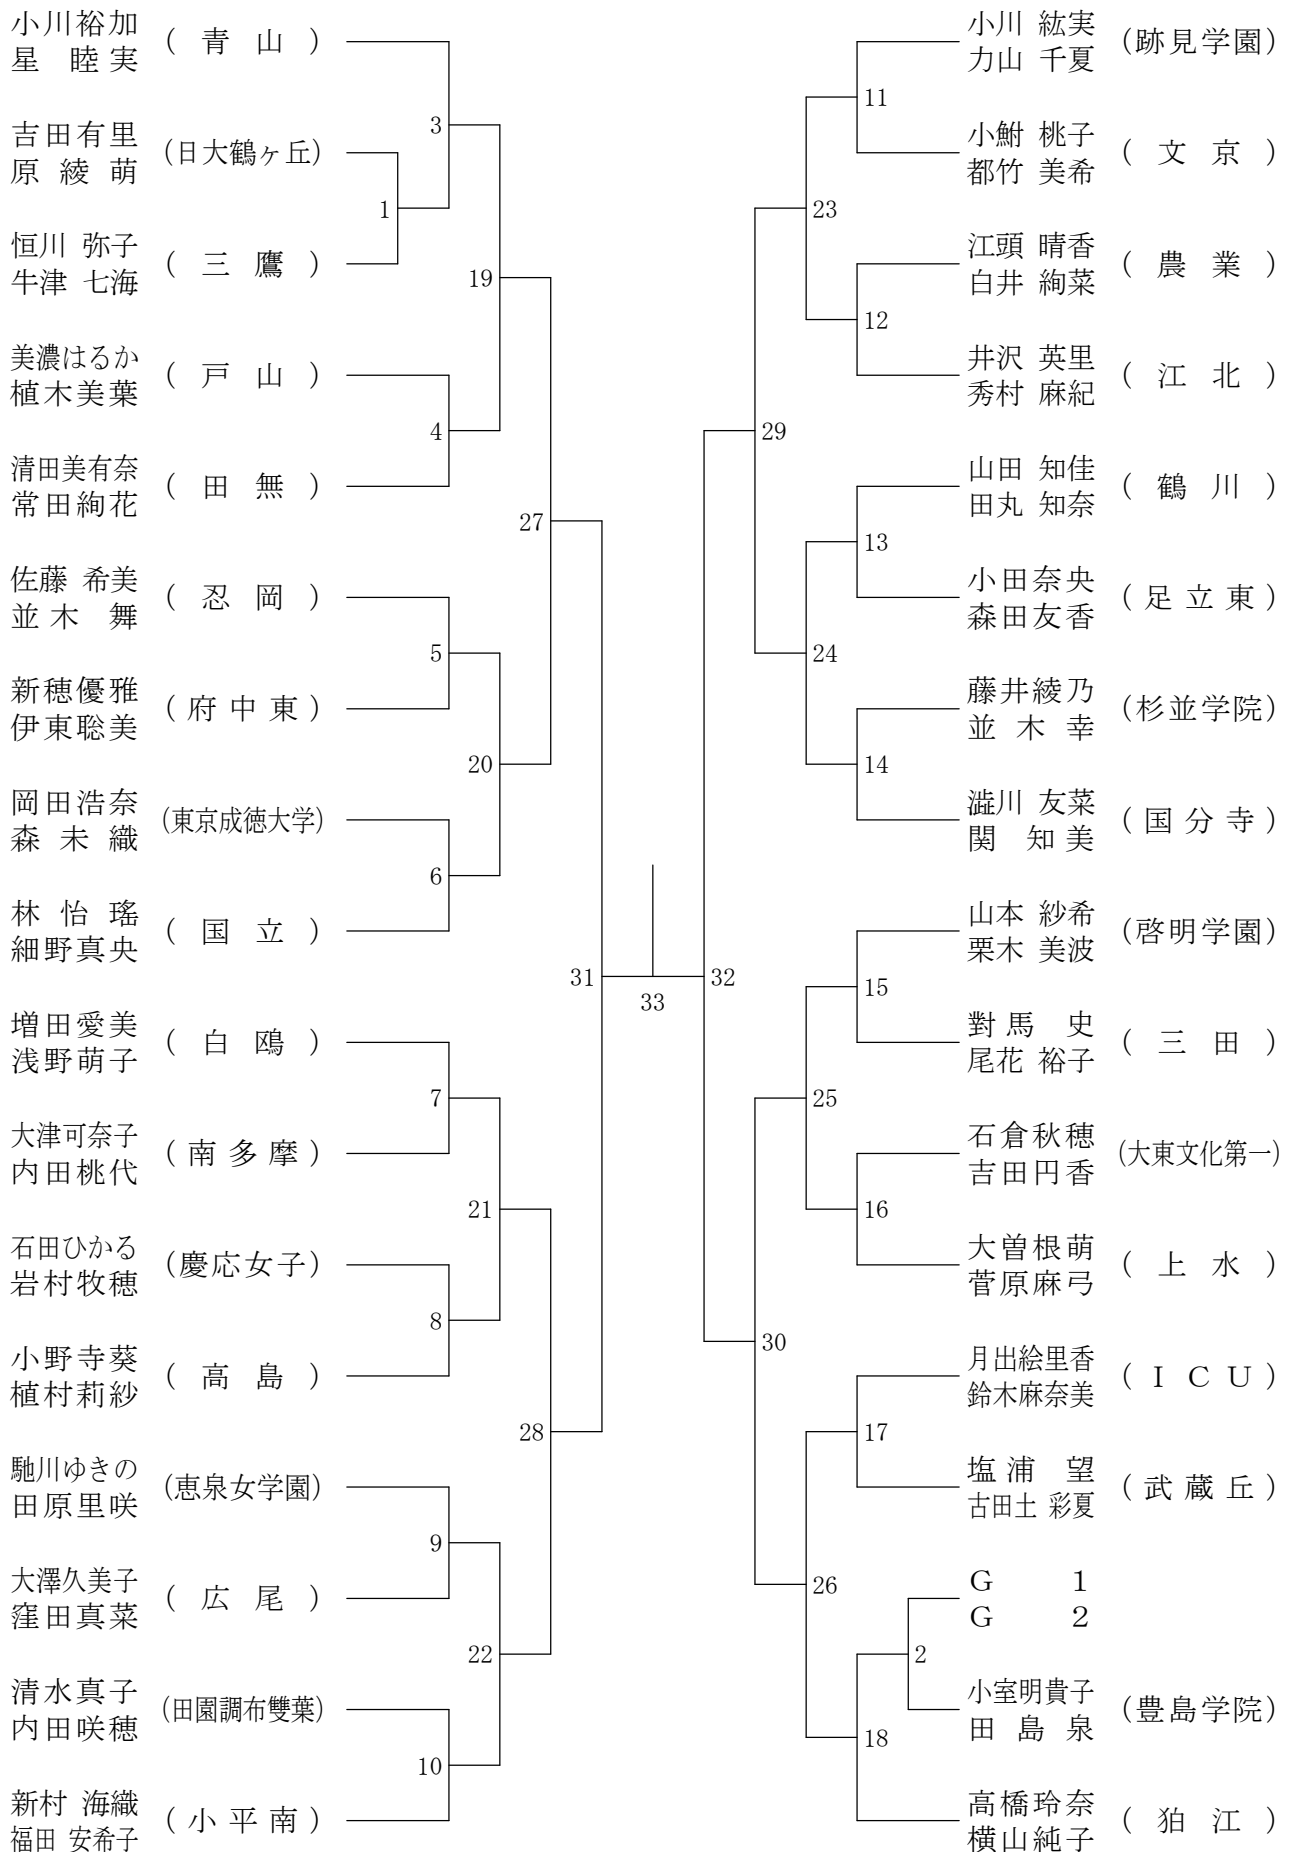 小川裕加
星　睦実
（　青　山　）
吉田有里
原　綾　萌
（日大鶴ヶ丘）
恒川 弥子
牛津 七海
（　三　鷹　）
美濃はるか
植木美葉
（　戸　山　）
清田美有奈
常田絢花
（　田　無　）
佐藤 希美
並木　舞
（　忍　岡　）
新穂優雅
伊東聡美
（府中東）
岡田浩奈
森　未　織
（東京成徳大学）
林　怡　瑤
細野真央
（　国　立　）
増田愛美
浅野萌子
（　白　鴎　）
大津可奈子
内田桃代
（南多摩）
石田ひかる
岩村牧穂
（慶応女子）
小野寺葵
植村莉紗
（　高　島　）
馳川ゆきの
田原里咲
（恵泉女学園）
大澤久美子
窪田真菜
（　広　尾　）
清水真子
内田咲穂
（田園調布雙葉）
新村 海織
福田 安希子
（小平南）
3
1
19
4
27
5
20
6
31
7
21
8
28
9
22
10
33
32
29
30
11
23
12
13
24
14
15
25
16
17
26
2
18
小川 紘実
力山 千夏
（跡見学園）
小鮒 桃子
都竹 美希
（　文　京　）
江頭 晴香
白井 絢菜
（　農　業　）
井沢 英里
秀村 麻紀
（　江　北　）
山田 知佳
田丸 知奈
（　鶴　川　）
小田奈央
森田友香
（足立東）
藤井綾乃
並　木　幸
（杉並学院）
澁川 友菜
関　知美
（国分寺）
山本 紗希
栗木 美波
（啓明学園）
對馬　史
尾花 裕子
（　三　田　）
石倉秋穂
吉田円香
（大東文化第一）
大曽根萌
菅原麻弓
（　上　水　）
月出絵里香
鈴木麻奈美
（Ｉ　Ｃ　Ｕ）
塩浦　望
古田土 彩夏
（武蔵丘）
Ｇ　　１
Ｇ　　２
小室明貴子
田　島　泉
（豊島学院）
高橋玲奈
横山純子
（　狛　江　）